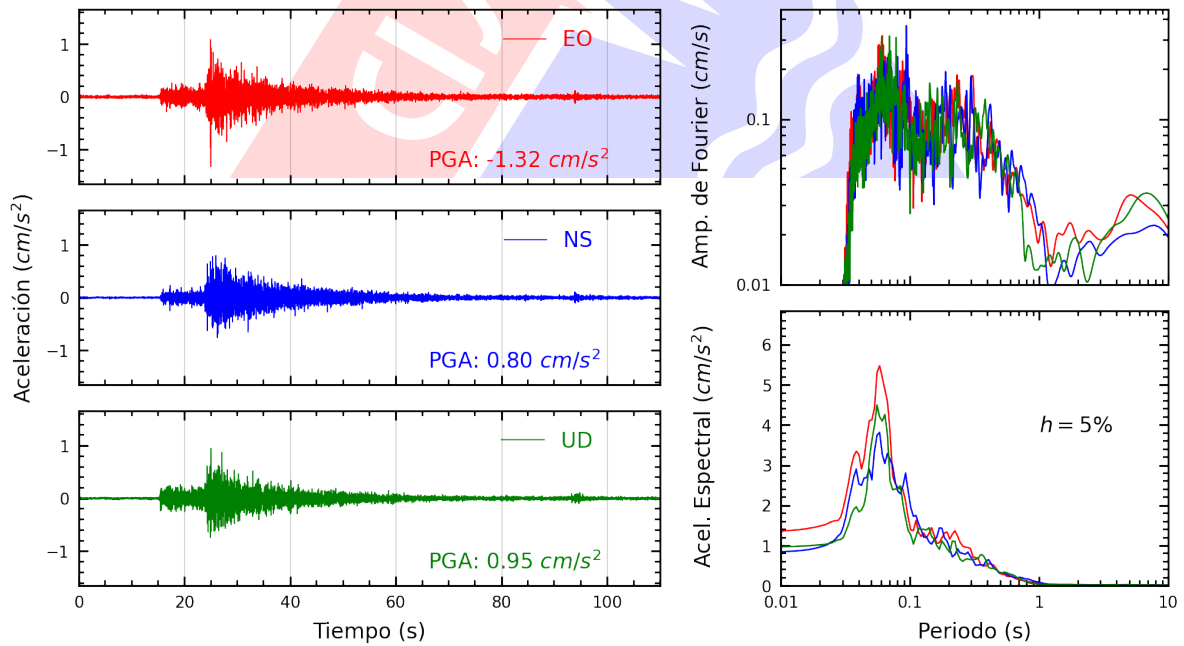 Aceleración (cm/s²)
1
0
−1
EO
PGA: -1.32 cm/s²
1
0
−1
NS
PGA: 0.80 cm/s²
1
0
−1
UD
PGA: 0.95 cm/s²
0 20 40 60 80 100
Tiempo (s)
Amp. de Fourier (cm/s)
0.1
0.01
Acel. Espectral (cm/s²)
6
5
4
3
2
1
0
h = 5%
0.01 0.1 1 10
Periodo (s)